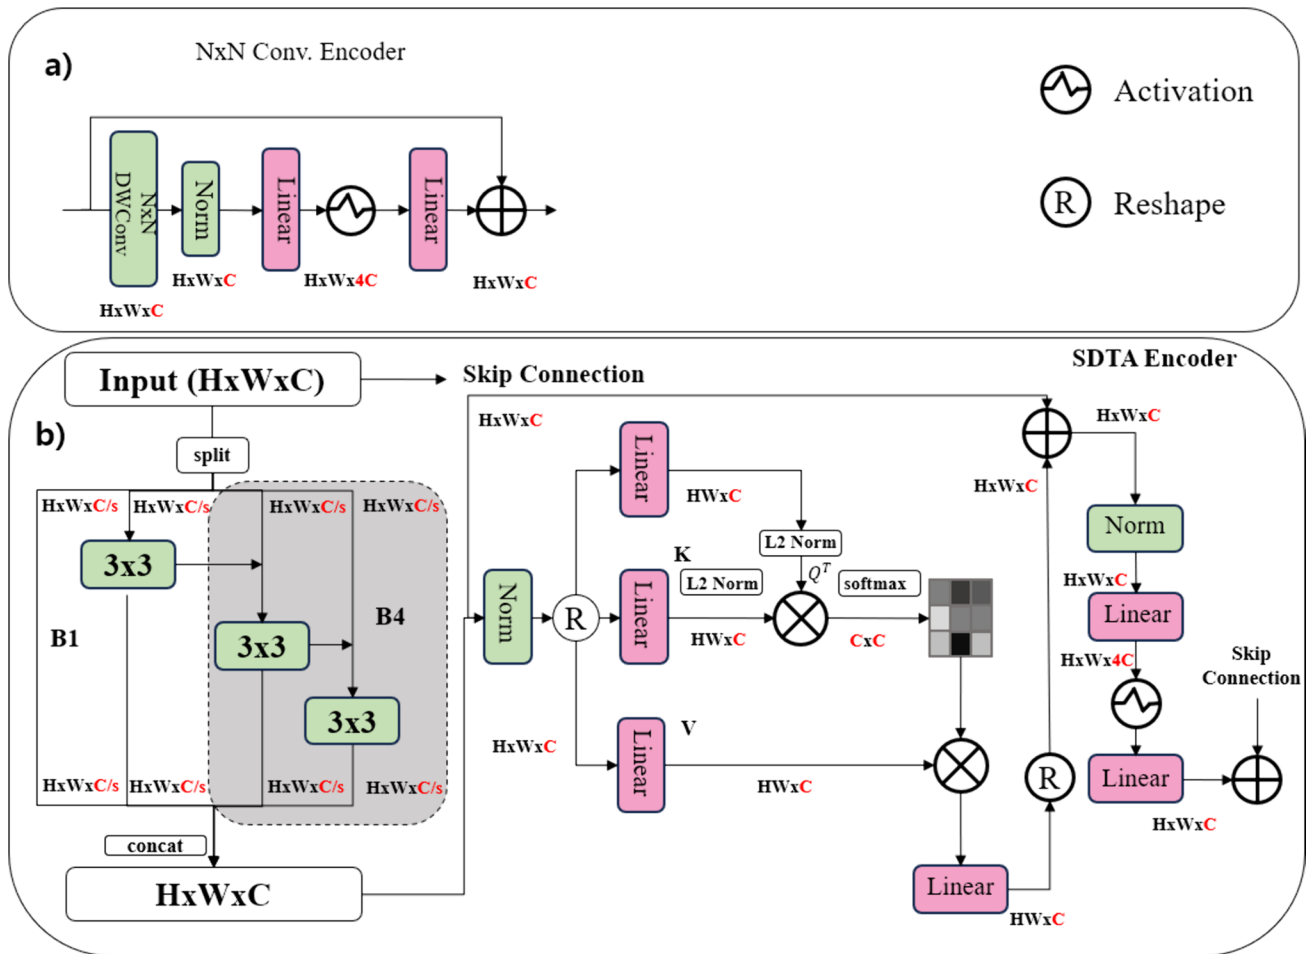 a)
NxN Conv. Encoder
Activation
Reshape
R
NxN
DWConv
Norm
Linear
Linear
HxWxC
HxWxC
HxWx4C
HxWxC
b)
SDTA Encoder
Input (HxWxC)
Skip Connection
split
HxWxC/s
HxWxC/s
HxWxC/s
HxWxC/s
3x3
3x3
3x3
B1
B4
HxWxC/s
HxWxC/s
HxWxC/s
HxWxC/s
concat
HxWxC
HxWxC
Norm
R
HxWxC
Linear
HWxC
L2 Norm
Q^T
K
L2 Norm
Linear
HWxC
softmax
CxC
V
Linear
HWxC
Linear
HWxC
R
HxWxC
HxWxC
Norm
HxWxC
Linear
HxWx4C
Linear
HxWxC
Skip
Connection